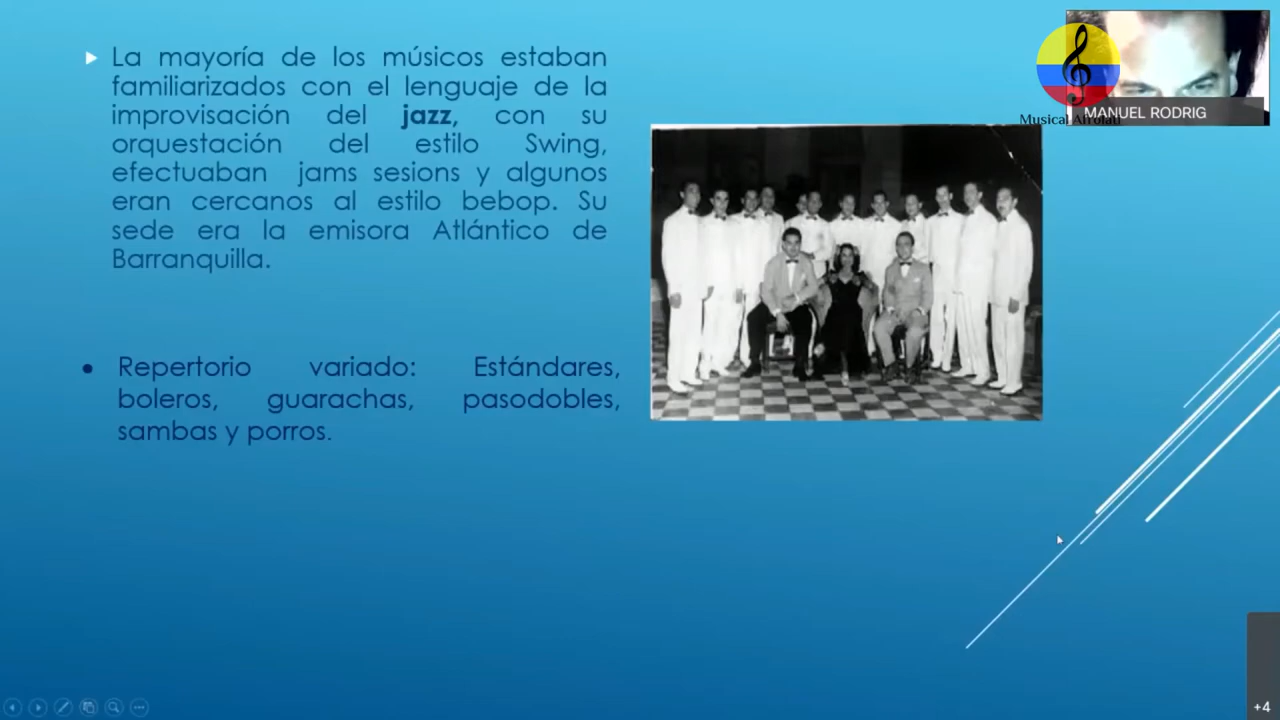 La mayoría de los músicos estaban
familiarizados con el lenguaje de la
improvisación del jazz, con su
orquestación del estilo Swing,
efectuaban jams sesions y algunos
eran cercanos al estilo bebop. Su
sede era la emisora Atlántico de
Barranquilla.
Repertorio variado: Estándares,
boleros, guarachas, pasodobles,
sambas y porros.
MANUEL RODRIG
Musical
+4